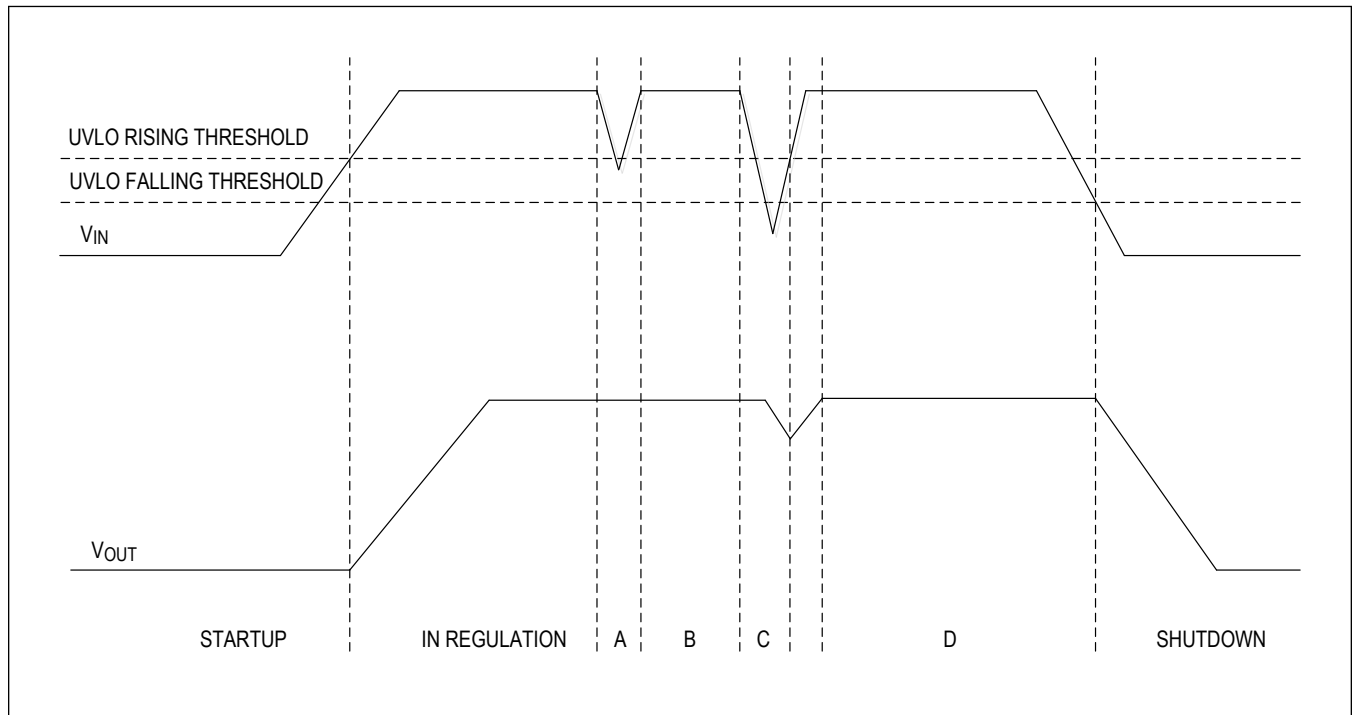 UVLO RISING THRESHOLD
UVLO FALLING THRESHOLD
VIN
VOUT
STARTUP
IN REGULATION
A
B
C
D
SHUTDOWN